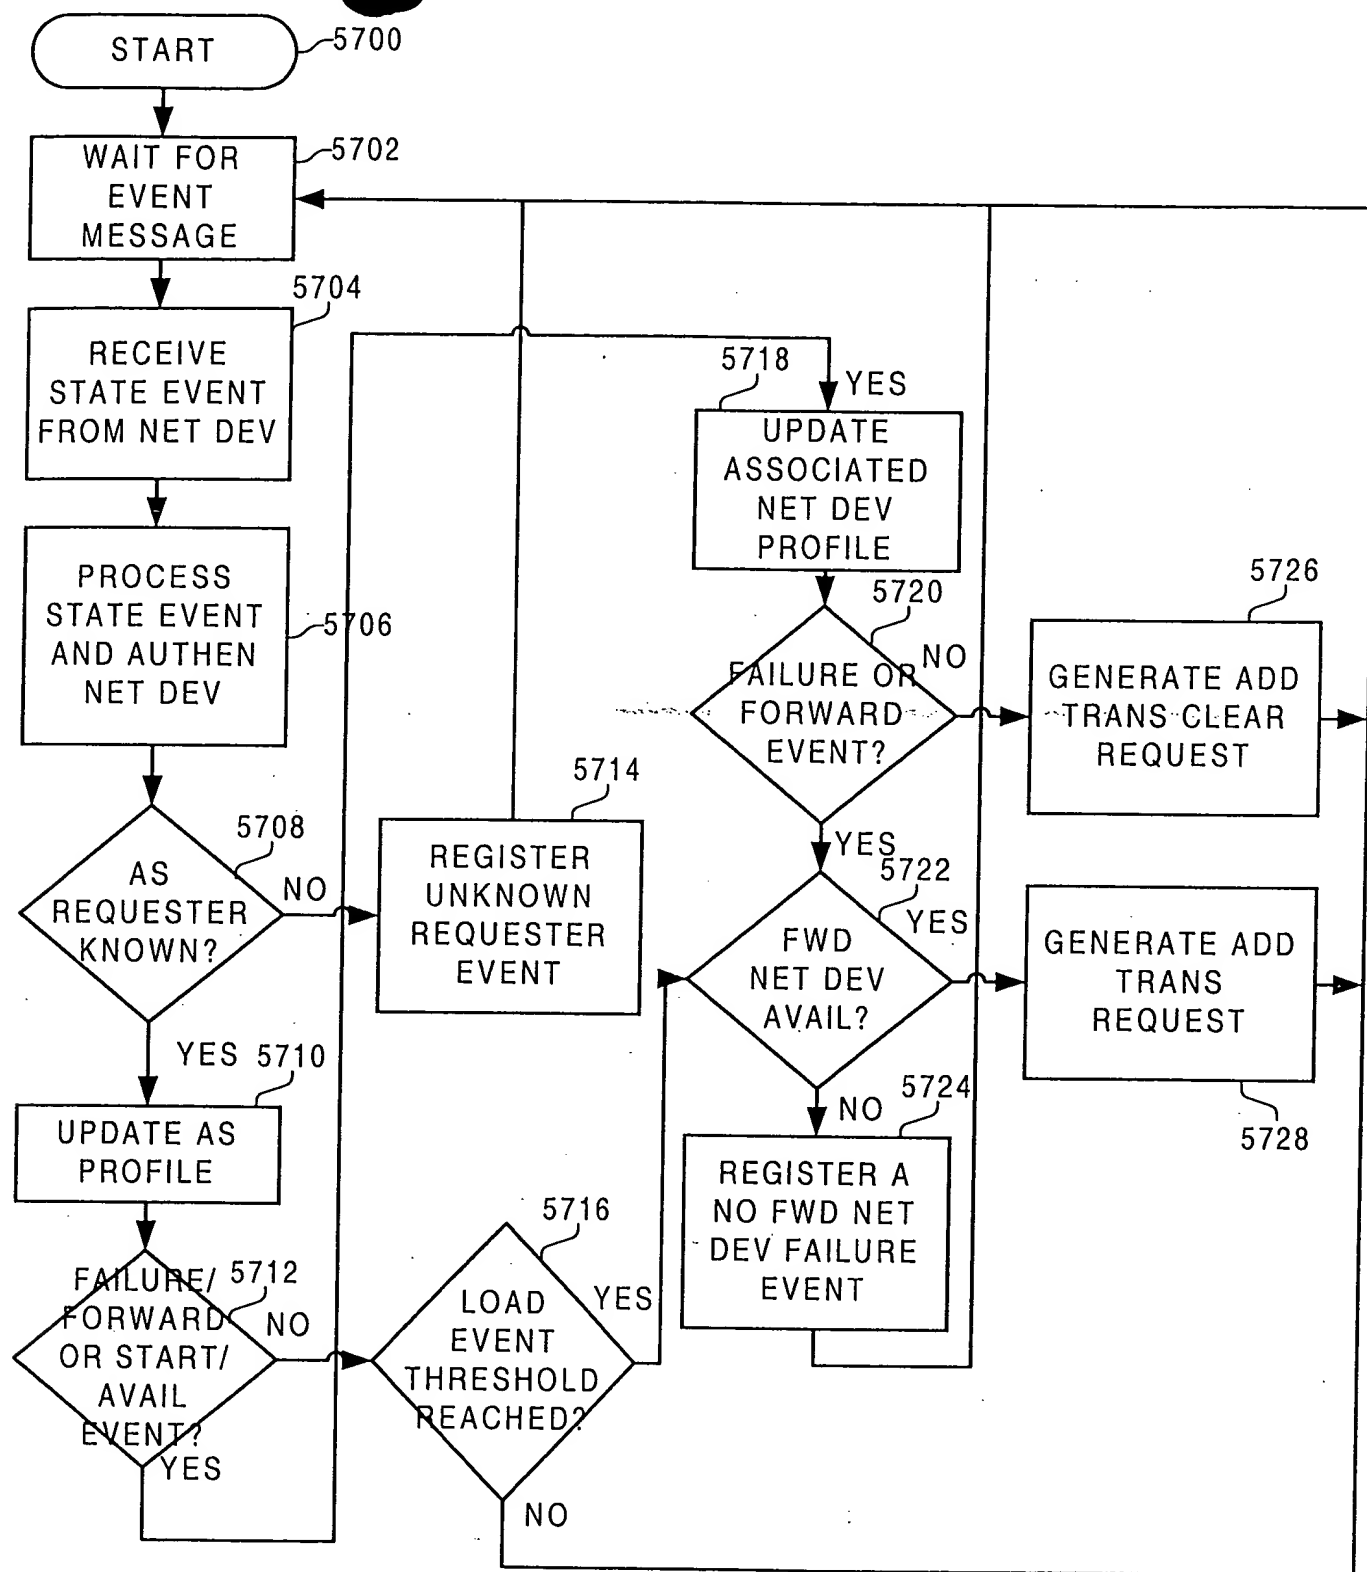 START
5700
WAIT FOR
EVENT
MESSAGE
5702
5704
RECEIVE
STATE EVENT
FROM NET DEV
PROCESS
STATE EVENT
AND AUTHEN
NET DEV
5706
5708
AS
REQUESTER
KNOWN?
NO
YES
5714
REGISTER
UNKNOWN
REQUESTER
EVENT
5710
UPDATE AS
PROFILE
5712
FAILURE/
FORWARD
OR START/
AVAIL
EVENT?
NO
YES
5716
LOAD
EVENT
THRESHOLD
REACHED?
YES
NO
5718
YES
UPDATE
ASSOCIATED
NET DEV
PROFILE
5720
FAILURE OR
FORWARD
EVENT?
NO
YES
5722
FWD
NET DEV
AVAIL?
YES
NO
5724
REGISTER A
NO FWD NET
DEV FAILURE
EVENT
5726
GENERATE ADD
TRANS CLEAR
REQUEST
GENERATE ADD
TRANS
REQUEST
5728